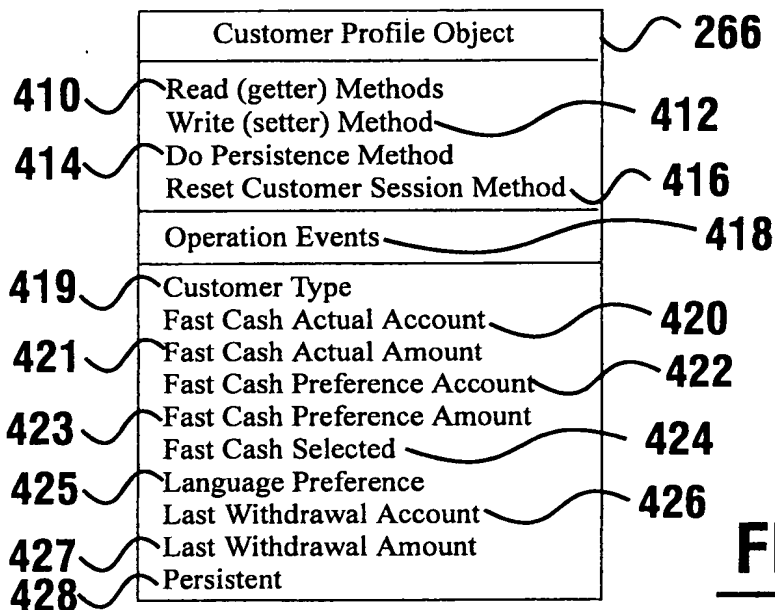 Customer Profile Object 266
410 Read (getter) Methods
Write (setter) Method 412
414 Do Persistence Method
Reset Customer Session Method 416
Operation Events 418
419 Customer Type
Fast Cash Actual Account 420
421 Fast Cash Actual Amount
Fast Cash Preference Account 422
423 Fast Cash Preference Amount
Fast Cash Selected 424
425 Language Preference
Last Withdrawal Account 426
427 Last Withdrawal Amount
428 Persistent